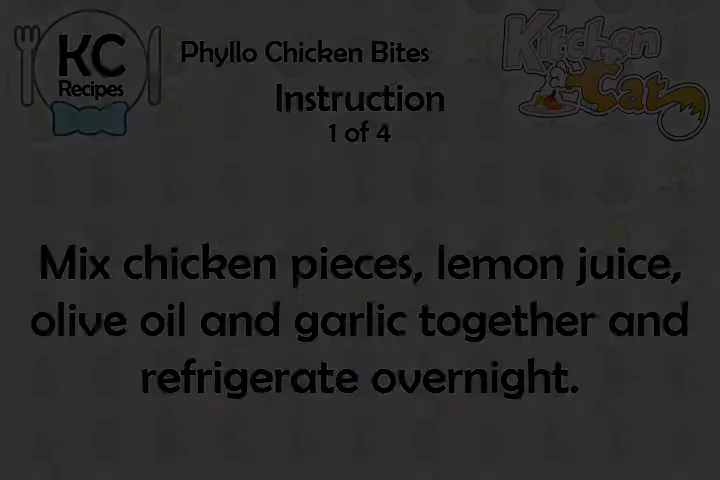 KC
Recipes
Phyllo Chicken Bites
Kitchen
Cat
Instruction
1 of 4
Mix chicken pieces, lemon juice,
olive oil and garlic together and
refrigerate overnight.